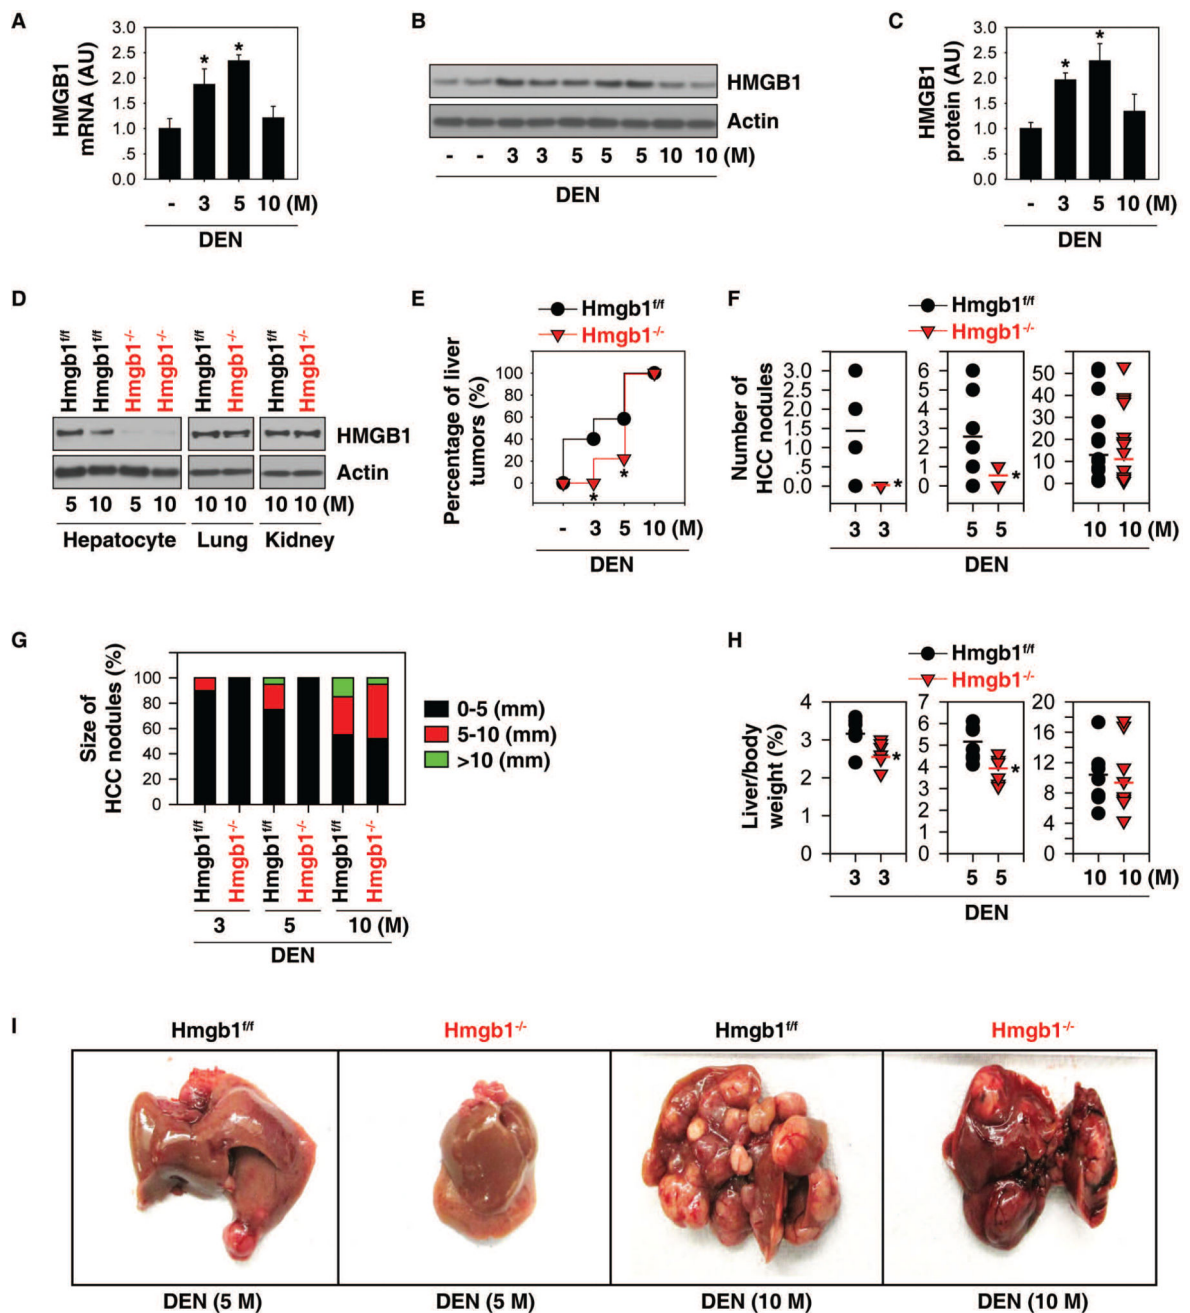 A
HMGB1
mRNA (AU)
3.0
2.5
2.0
1.5
1.0
.5
0.0
*
*
- 3 5 10 (M)
DEN
B
HMGB1
Actin
- - 3 3 5 5 5 10 10 (M)
DEN
C
HMGB1
protein (AU)
3.0
2.5
2.0
1.5
1.0
.5
0.0
*
*
- 3 5 10 (M)
DEN
D
Hmgb1f/f
Hmgb1f/f
Hmgb1-/-
Hmgb1-/-
Hmgb1f/f
Hmgb1-/-
Hmgb1f/f
Hmgb1-/-
HMGB1
Actin
5 10 5 10 10 10 10 10 (M)
Hepatocyte Lung Kidney
E
Hmgb1f/f
Hmgb1-/-
Percentage of liver
tumors (%)
100
80
60
40
20
0
*
*
- 3 5 10 (M)
DEN
F
Hmgb1f/f
Hmgb1-/-
Number of
HCC nodules
3.0
2.5
2.0
1.5
1.0
.5
0.0
*
3 3
6
5
4
3
2
1
0
*
5 5
50
40
30
20
10
0
10 10 (M)
DEN
G
Size of
HCC nodules (%)
100
80
60
40
20
0
0-5 (mm)
5-10 (mm)
>10 (mm)
Hmgb1f/f
Hmgb1-/-
Hmgb1f/f
Hmgb1-/-
Hmgb1f/f
Hmgb1-/-
3 5 10 (M)
DEN
H
Hmgb1f/f
Hmgb1-/-
Liver/body
weight (%)
4
3
2
1
0
*
3 3
7
6
5
4
3
2
1
0
*
5 5
20
16
12
8
4
0
10 10 (M)
DEN
I
Hmgb1f/f Hmgb1-/- Hmgb1f/f Hmgb1-/-
DEN (5 M) DEN (5 M) DEN (10 M) DEN (10 M)